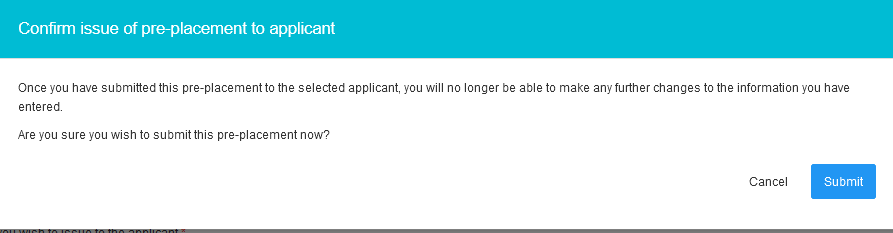 Confirm issue of pre-placement to applicant
Once you have submitted this pre-placement to the selected applicant, you will no longer be able to make any further changes to the information you have
entered.
Are you sure you wish to submit this pre-placement now?
Cancel Submit
you wish to issue to the applicant *